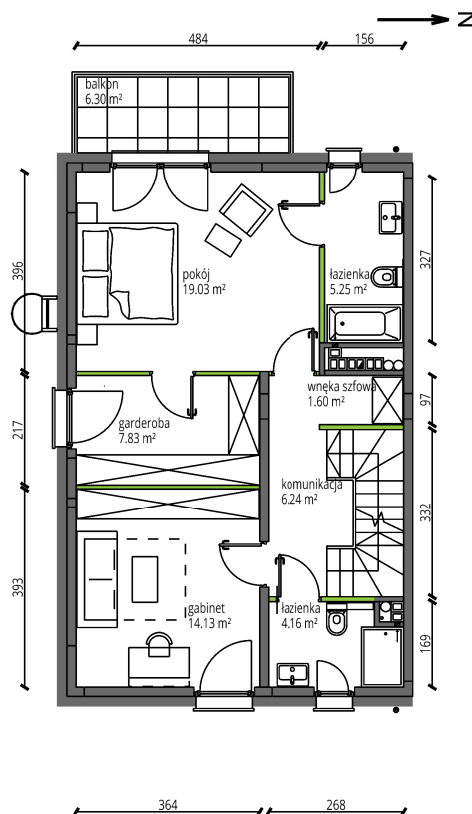 N
484
156
balkon
6.30 m²
396
327
pokój
19.03 m²
łazienka
5.25 m²
wnęka szfowa
1.60 m²
97
217
garderoba
7.83 m²
komunikacja
6.24 m²
332
393
gabinet
14.13 m²
łazienka
4.16 m²
169
364
268